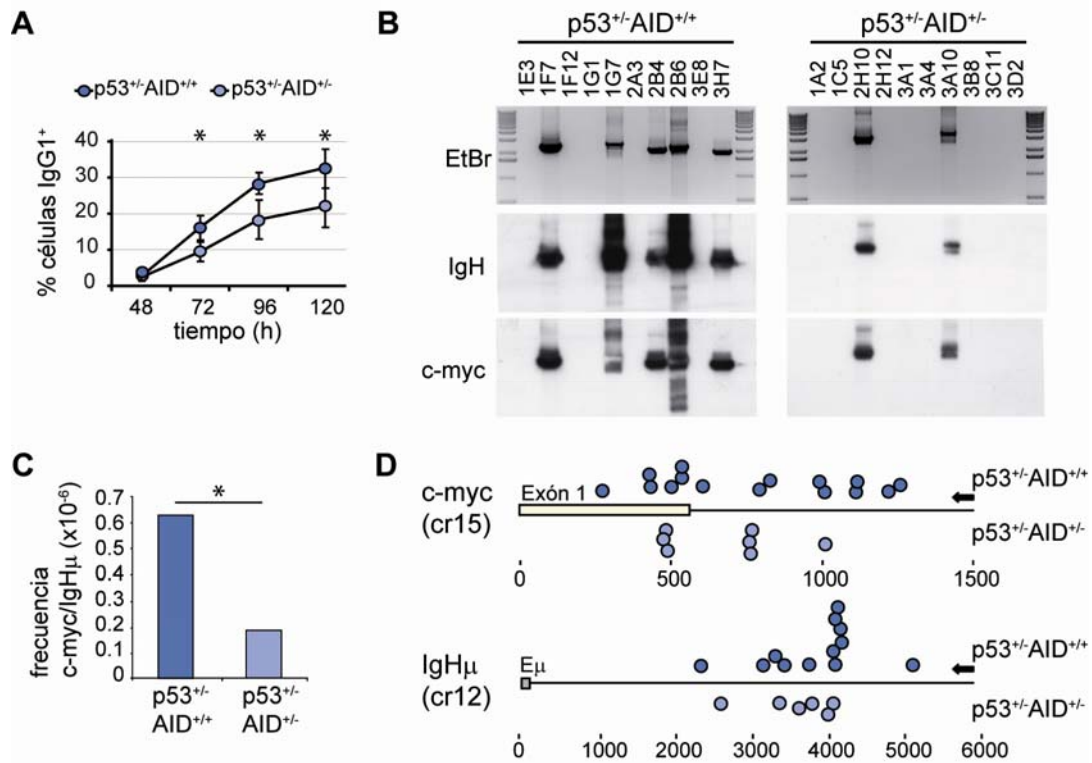 A
p53+/-AID+/+ p53+/-AID+/-
* * *
% células IgG1+
40
30
20
10
0
48 72 96 120
tiempo (h)
B
p53+/-AID+/+ p53+/-AID+/-
1E3 1F7 1F12 1G1 1G7 2A3 2B4 2B6 3E8 3H7 1A2 1C5 2H10 2H12 3A1 3A4 3A10 3B8 3C11 3D2
EtBr
IgH
c-myc
C
frecuencia
c-myc/IgHμ (x10-6)
*
0.7
0.6
0.5
0.4
0.3
0.2
0.1
0
p53+/- p53+/-
AID+/+ AID+/-
D
c-myc
(cr15)
Exón 1
p53+/-AID+/+
p53+/-AID+/-
0 500 1000 1500
IgHμ
(cr12)
Eμ
p53+/-AID+/+
p53+/-AID+/-
0 1000 2000 3000 4000 5000 6000